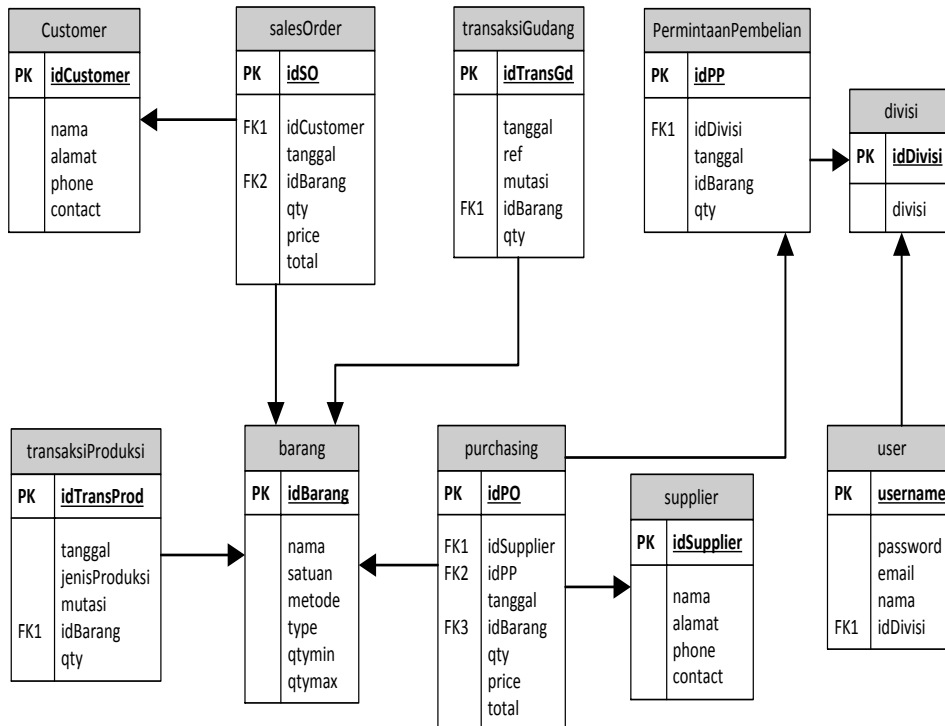 Customer
PK idCustomer
nama
alamat
phone
contact
salesOrder
PK idSO
FK1 idCustomer
tanggal
FK2 idBarang
qty
price
total
transaksiGudang
PK idTransGd
tanggal
ref
mutasi
FK1 idBarang
qty
PermintaanPembelian
PK idPP
FK1 idDivisi
tanggal
idBarang
qty
divisi
PK idDivisi
divisi
transaksiProduksi
PK idTransProd
tanggal
jenisProduksi
mutasi
FK1 idBarang
qty
barang
PK idBarang
nama
satuan
metode
type
qtymin
qtymax
purchasing
PK idPO
FK1 idSupplier
FK2 idPP
tanggal
FK3 idBarang
qty
price
total
supplier
PK idSupplier
nama
alamat
phone
contact
user
PK username
password
email
nama
FK1 idDivisi